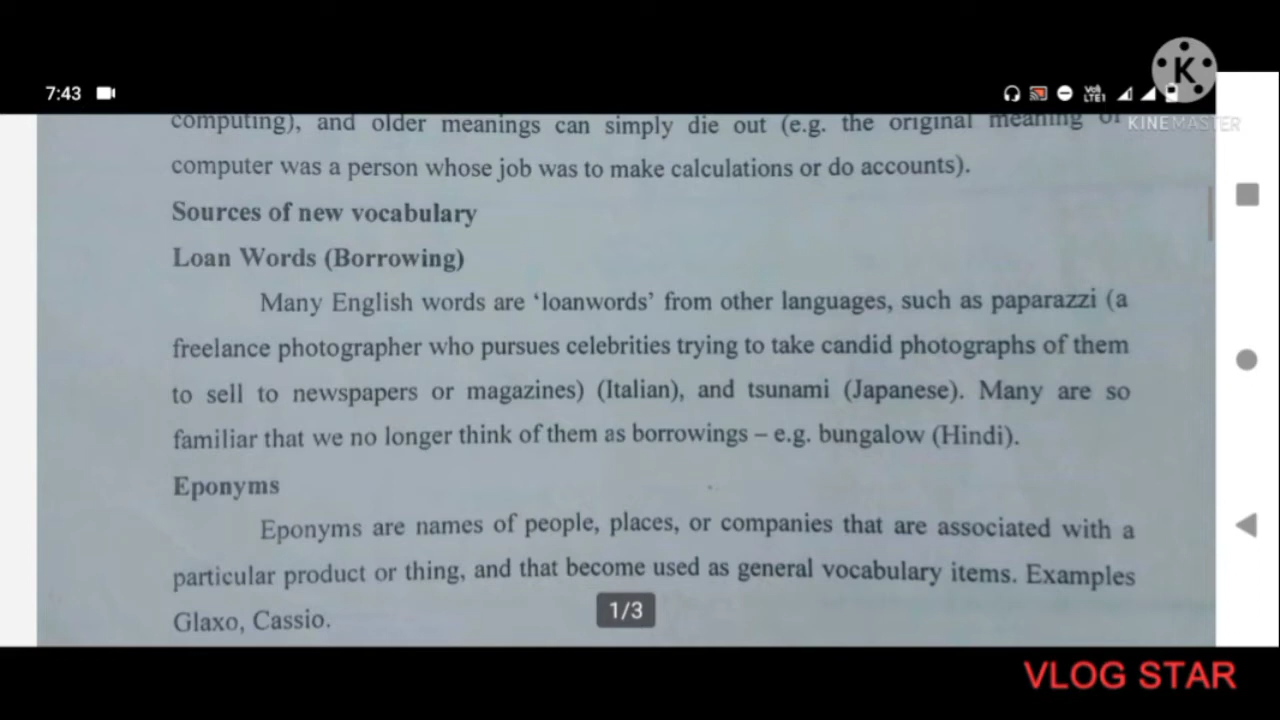 7:43
Vol) LTE1
K
KINEMASTER
computing), and older meanings can simply die out (e.g. the original meaning of
computer was a person whose job was to make calculations or do accounts).
Sources of new vocabulary
Loan Words (Borrowing)
Many English words are ‘loanwords’ from other languages, such as paparazzi (a
freelance photographer who pursues celebrities trying to take candid photographs of them
to sell to newspapers or magazines) (Italian), and tsunami (Japanese). Many are so
familiar that we no longer think of them as borrowings – e.g. bungalow (Hindi).
Eponyms
Eponyms are names of people, places, or companies that are associated with a
particular product or thing, and that become used as general vocabulary items. Examples
Glaxo, Cassio.
1/3
VLOG STAR